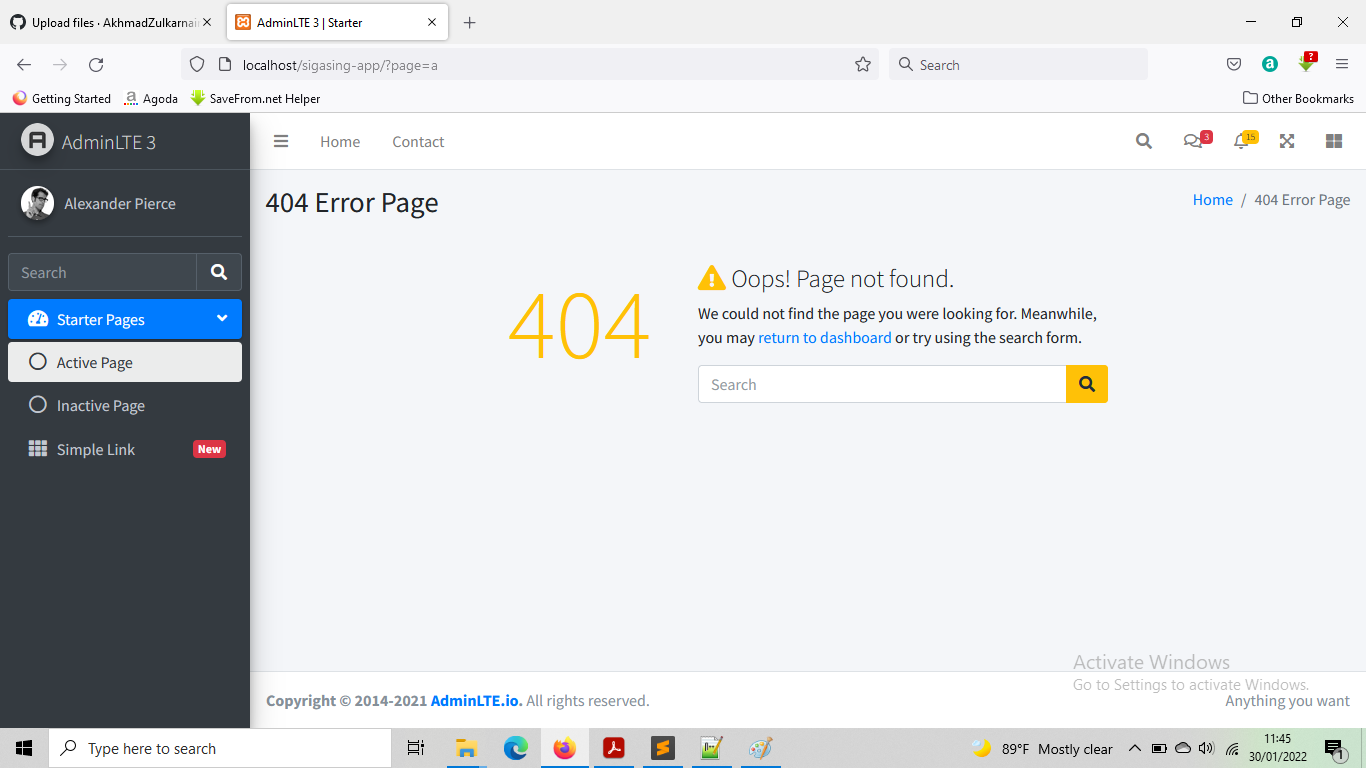 Upload files · AkhmadZulkarnai
AdminLTE 3 | Starter
localhost/sigasing-app/?page=a
Search
Getting Started
a
Agoda
SaveFrom.net Helper
Other Bookmarks
AdminLTE 3
Home
Contact
3
15
Alexander Pierce
404 Error Page
Home / 404 Error Page
Search
Starter Pages
Active Page
Inactive Page
Simple Link
New
404
Oops! Page not found.
We could not find the page you were looking for. Meanwhile,
you may return to dashboard or try using the search form.
Search
Activate Windows
Go to Settings to activate Windows.
Copyright © 2014-2021 AdminLTE.io. All rights reserved.
Anything you want
Type here to search
89°F Mostly clear
11:45
30/01/2022
1